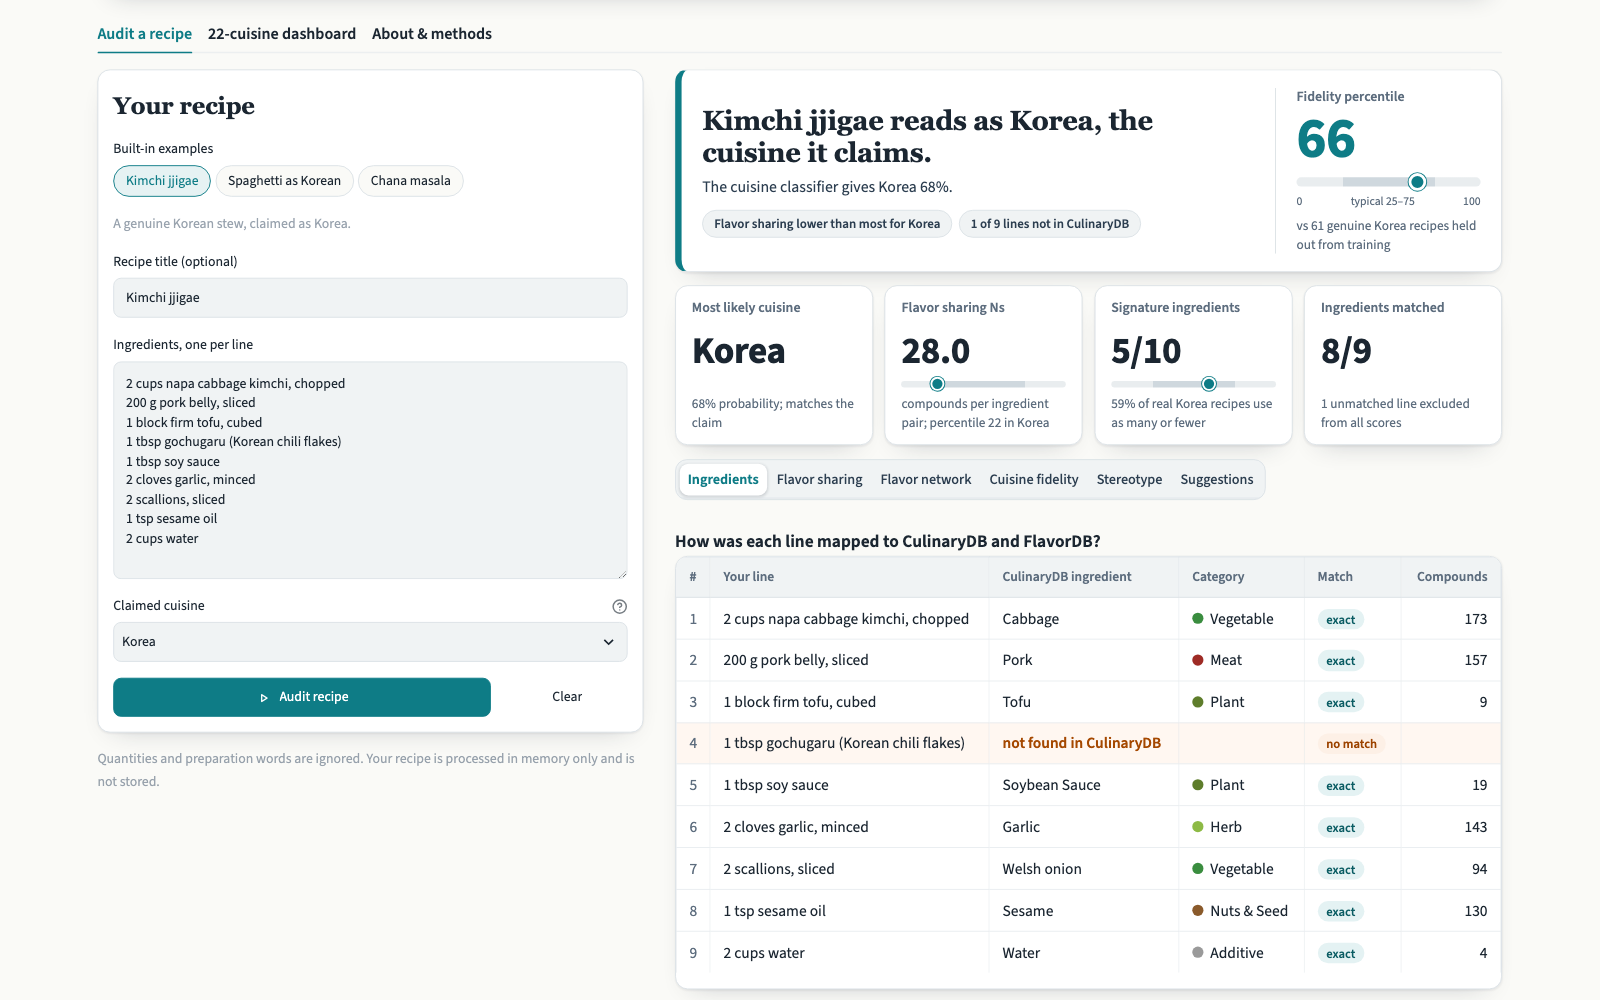 Audit a recipe
22-cuisine dashboard
About & methods
Your recipe
Built-in examples
Kimchi jjigae
Spaghetti as Korean
Chana masala
A genuine Korean stew, claimed as Korea.
Recipe title (optional)
Kimchi jjigae
Ingredients, one per line
2 cups napa cabbage kimchi, chopped
200 g pork belly, sliced
1 block firm tofu, cubed
1 tbsp gochugaru (Korean chili flakes)
1 tbsp soy sauce
2 cloves garlic, minced
2 scallions, sliced
1 tsp sesame oil
2 cups water
Claimed cuisine
Korea
Audit recipe
Clear
Quantities and preparation words are ignored. Your recipe is processed in memory only and is
not stored.
Kimchi jjigae reads as Korea, the
cuisine it claims.
The cuisine classifier gives Korea 68%.
Flavor sharing lower than most for Korea
1 of 9 lines not in CulinaryDB
Fidelity percentile
66
0 typical 25–75 100
vs 61 genuine Korea recipes held
out from training
Most likely cuisine
Korea
68% probability; matches the
claim
Flavor sharing Ns
28.0
compounds per ingredient
pair; percentile 22 in Korea
Signature ingredients
5/10
59% of real Korea recipes use
as many or fewer
Ingredients matched
8/9
1 unmatched line excluded
from all scores
Ingredients
Flavor sharing
Flavor network
Cuisine fidelity
Stereotype
Suggestions
How was each line mapped to CulinaryDB and FlavorDB?
# Your line CulinaryDB ingredient Category Match Compounds
1 2 cups napa cabbage kimchi, chopped Cabbage Vegetable exact 173
2 200 g pork belly, sliced Pork Meat exact 157
3 1 block firm tofu, cubed Tofu Plant exact 9
4 1 tbsp gochugaru (Korean chili flakes) not found in CulinaryDB no match
5 1 tbsp soy sauce Soybean Sauce Plant exact 19
6 2 cloves garlic, minced Garlic Herb exact 143
7 2 scallions, sliced Welsh onion Vegetable exact 94
8 1 tsp sesame oil Sesame Nuts & Seed exact 130
9 2 cups water Water Additive exact 4